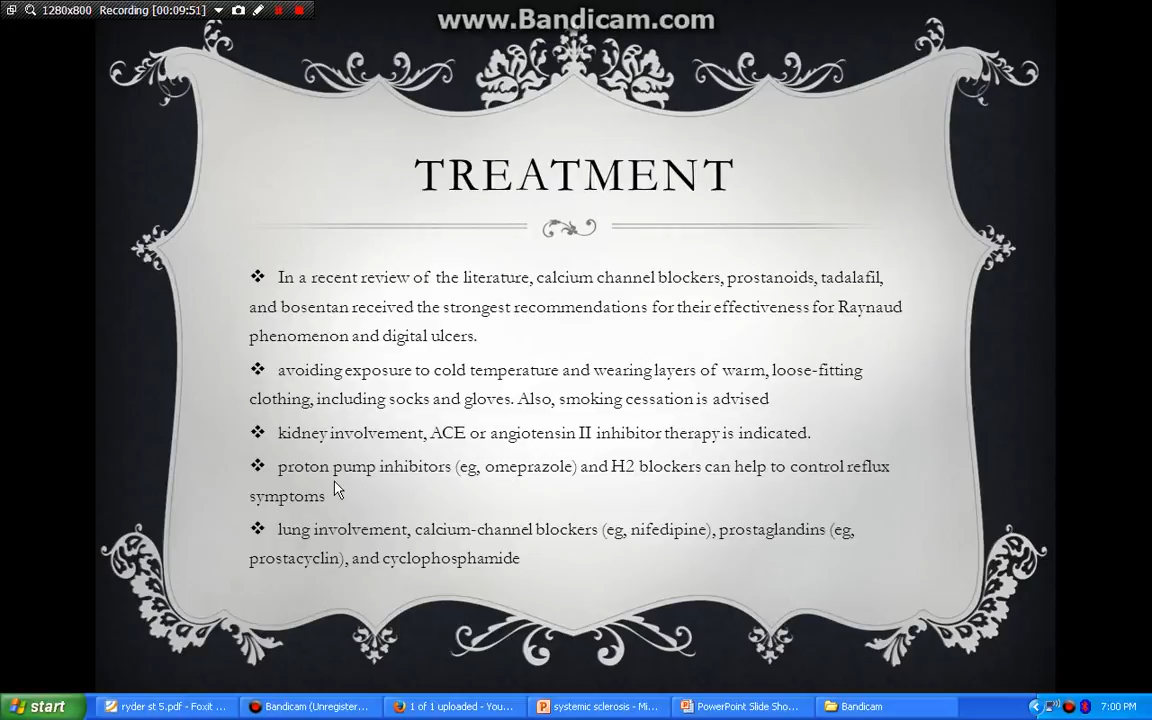 1280x800 Recording [00:09:51]
www.Bandicam.com
TREATMENT
❖ In a recent review of the literature, calcium channel blockers, prostanoids, tadalafil,
and bosentan received the strongest recommendations for their effectiveness for Raynaud
phenomenon and digital ulcers.
❖ avoiding exposure to cold temperature and wearing layers of warm, loose-fitting
clothing, including socks and gloves. Also, smoking cessation is advised
❖ kidney involvement, ACE or angiotensin II inhibitor therapy is indicated.
❖ proton pump inhibitors (eg, omeprazole) and H2 blockers can help to control reflux
symptoms
❖ lung involvement, calcium-channel blockers (eg, nifedipine), prostaglandins (eg,
prostacyclin), and cyclophosphamide
start ryder st 5.pdf - Foxit ... Bandicam (Unregister... 1 of 1 uploaded - You... systemic sclerosis - Mi... PowerPoint Slide Sho... Bandicam 7:00 PM